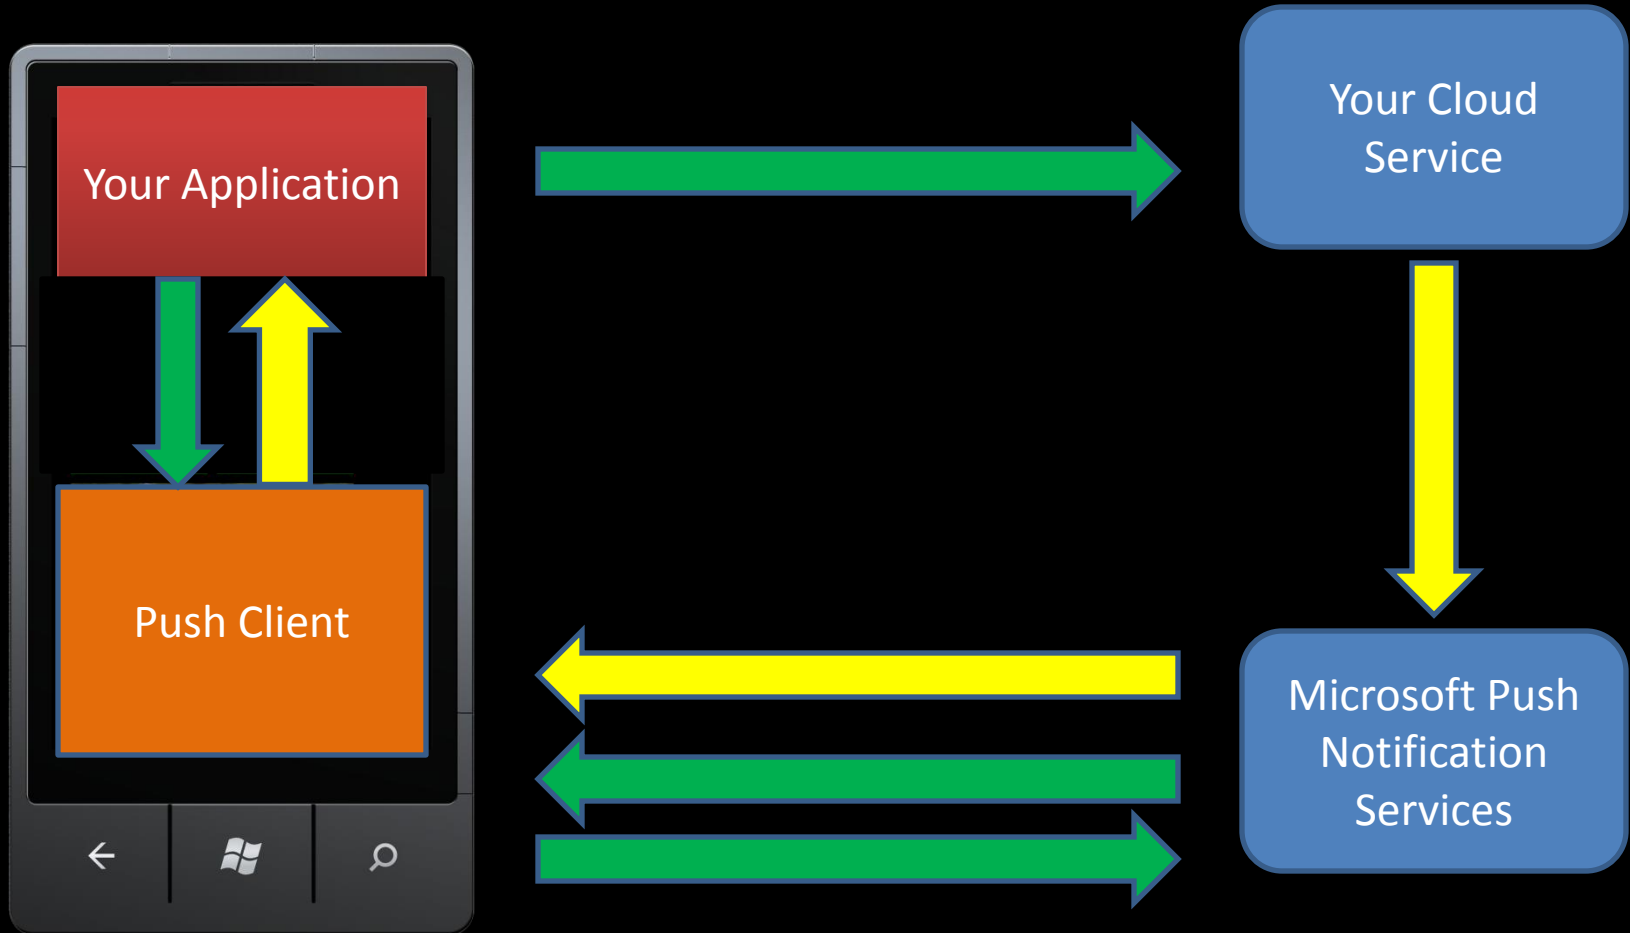 Your Application
Push Client
Your Cloud
Service
Microsoft Push
Notification
Services